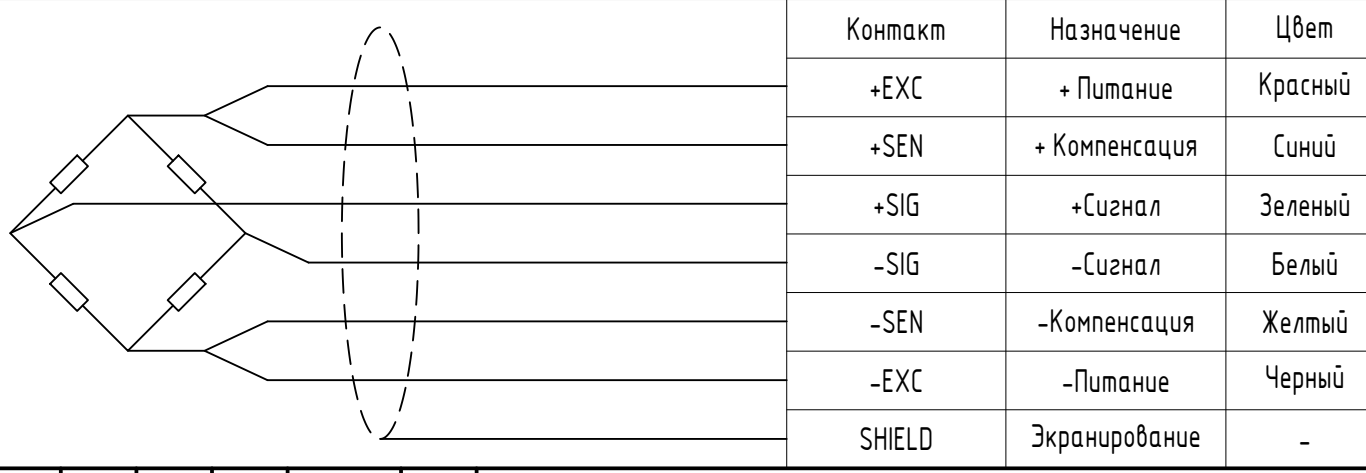 Контакт Назначение Цвет
+EXC + Питание Красный
+SEN + Компенсация Синий
+SIG +Сигнал Зеленый
-SIG -Сигнал Белый
-SEN -Компенсация Желтый
-EXC -Питание Черный
SHIELD Экранирование -